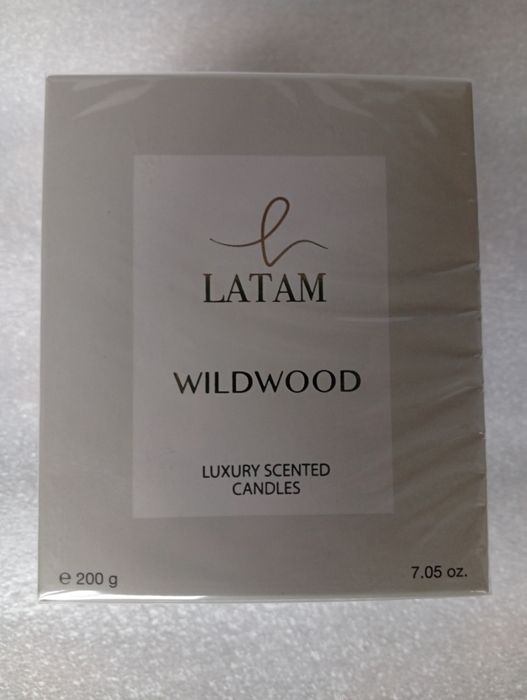 LATAM
WILDWOOD
LUXURY SCENTED
CANDLES
℮ 200 g
7.05 oz.